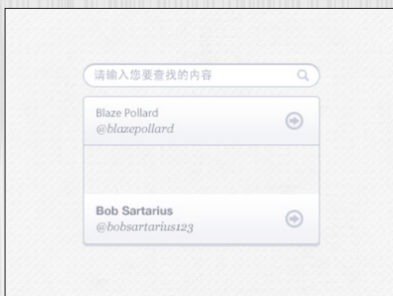 请输入您要查找的内容
Blaze Pollard
@blazepollard
Bob Sartarius
@bobsartarius123